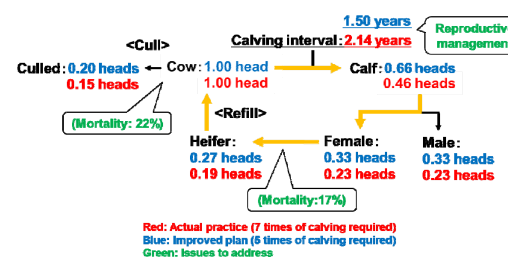 1.50 years
Calving interval: 2.14 years
Reproductive
management
<Cull>
Culled: 0.20 heads
0.15 heads
Cow: 1.00 head
1.00 head
Calf: 0.66 heads
0.46 heads
(Mortality: 22%)
<Refill>
Heifer:
0.27 heads
0.19 heads
Female:
0.33 heads
0.23 heads
Male:
0.33 heads
0.23 heads
(Mortality:17%)
Red: Actual practice (7 times of calving required)
Blue: Improved plan (5 times of calving required)
Green: Issues to address